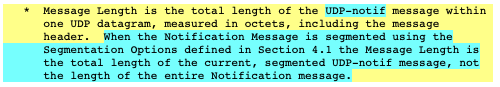 * Message Length is the total length of the UDP-notif message within
one UDP datagram, measured in octets, including the message
header. When the Notification Message is segmented using the
Segmentation Options defined in Section 4.1 the Message Length is
the total length of the current, segmented UDP-notif message, not
the length of the entire Notification message.